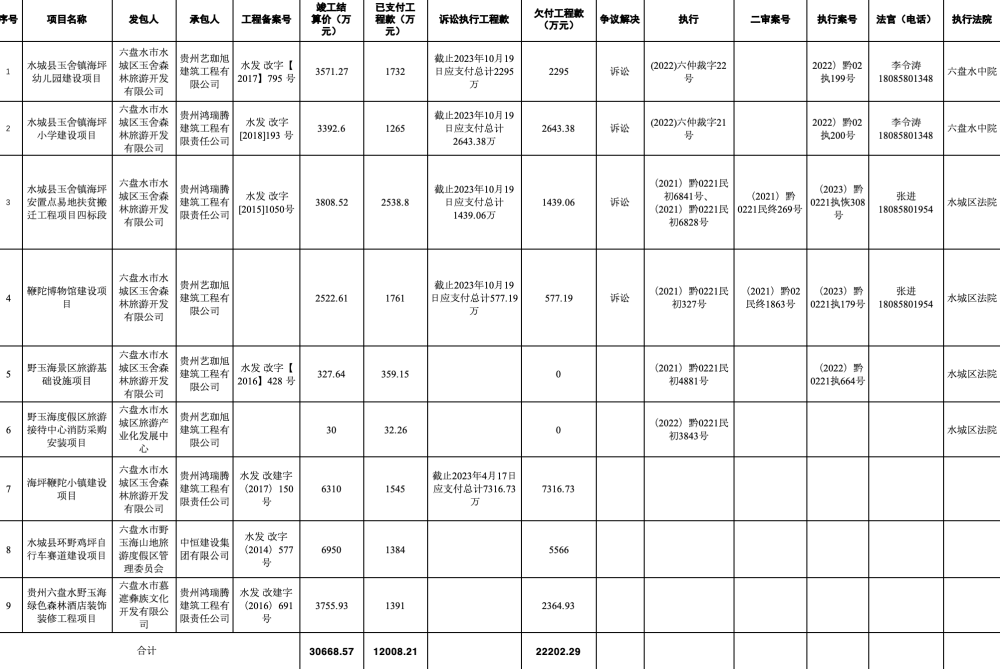 序号 项目名称 发包人 承包人 工程备案号 竣工结算价（万元） 已支付工程款（万元） 诉讼执行工程款 欠付工程款（万元） 争议解决 执行 二审案号 执行案号 法官（电话） 执行法院
1 水城县玉舍镇海坪幼儿园建设项目 六盘水市水城区玉舍森林旅游开发有限公司 贵州艺珈旭建筑工程有限公司 水发 改字【2017】795 号 3571.27 1732 截止2023年10月19日应支付总计2295万 2295 诉讼 (2022)六仲裁字22号 2022）黔02执199号 李令涛 18085801348 六盘水中院
2 水城县玉舍镇海坪小学建设项目 六盘水市水城区玉舍森林旅游开发有限公司 贵州鸿瑞腾建筑工程有限责任公司 水发 改字[2018]193 号 3392.6 1265 截止2023年10月19日应支付总计2643.38万 2643.38 诉讼 (2022)六仲裁字21号 2022）黔02执200号 李令涛 18085801348 六盘水中院
3 水城县玉舍镇海坪安置点易地扶贫搬迁工程项目四标段 六盘水市水城区玉舍森林旅游开发有限公司 贵州鸿瑞腾建筑工程有限责任公司 水发 改字[2015]1050号 3808.52 2538.8 截止2023年10月19日应支付总计1439.06万 1439.06 诉讼 （2021）黔0221民初6841号、（2021）黔0221民初6828号 （2021）黔0221民终269号 （2023）黔0221执恢308号 张进 18085801954 水城区法院
4 鞭陀博物馆建设项目 六盘水市水城区玉舍森林旅游开发有限公司 贵州艺珈旭建筑工程有限公司 2522.61 1761 截止2023年10月19日应支付总计577.19万 577.19 诉讼 （2021）黔0221民初327号 （2021）黔02民终1863号 （2023）黔0221执179号 张进 18085801954 水城区法院
5 野玉海景区旅游基础设施项目 六盘水市水城区玉舍森林旅游开发有限公司 贵州艺珈旭建筑工程有限公司 水发 改字【2016】428 号 327.64 359.15 0 （2021）黔0221民初4881号 （2022）黔0221执664号 水城区法院
6 野玉海度假区旅游接待中心消防采购安装项目 六盘水市水城区旅游产业化发展中心 贵州艺珈旭建筑工程有限公司 30 32.26 0 （2022）黔0221民初3843号 水城区法院
7 海坪鞭陀小镇建设项目 六盘水市水城区玉舍森林旅游开发有限公司 贵州鸿瑞腾建筑工程有限责任公司 水发 改建字（2017）150号 6310 1545 截止2023年4月17日应支付总计7316.73万 7316.73
8 水城县环野鸡坪自行车赛道建设项目 六盘水市野玉海山地旅游度假区管理委员会 中恒建设集团有限公司 水发 改字（2014）577号 6950 1384 5566
9 贵州六盘水野玉海绿色森林酒店装饰装修工程项目 六盘水市慕遮彝族文化开发有限公司 贵州鸿瑞腾建筑工程有限责任公司 水发 改建字（2016）691号 3755.93 1391 2364.93
合计 30668.57 12008.21 22202.29